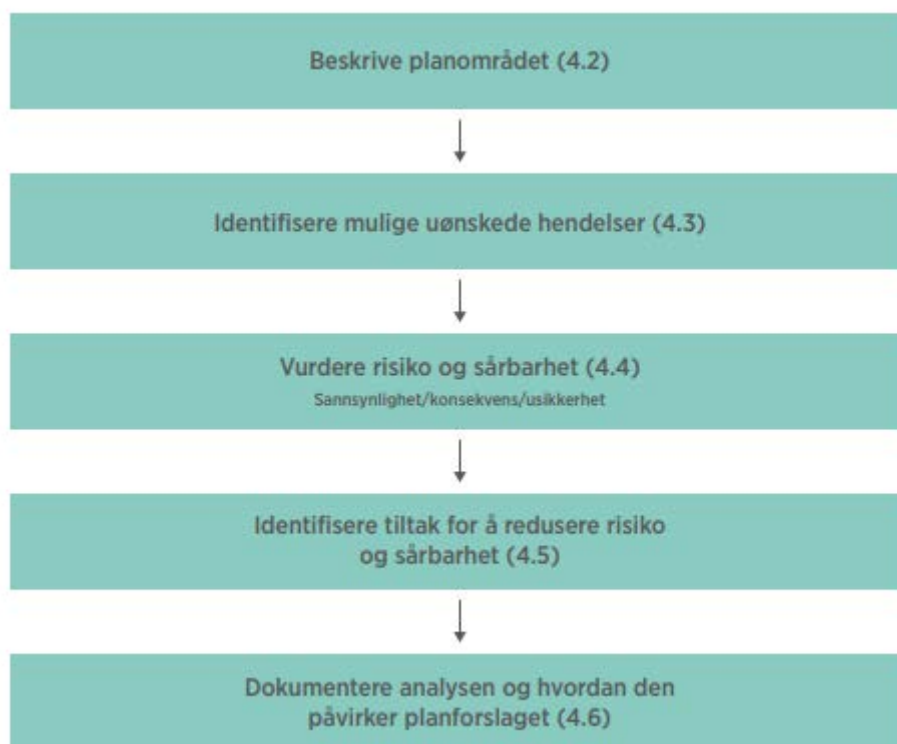 Beskrive planområdet (4.2)
Identifisere mulige uønskede hendelser (4.3)
Vurdere risiko og sårbarhet (4.4)
Sannsynlighet/konsekvens/usikkerhet
Identifisere tiltak for å redusere risiko
og sårbarhet (4.5)
Dokumentere analysen og hvordan den
påvirker planforslaget (4.6)